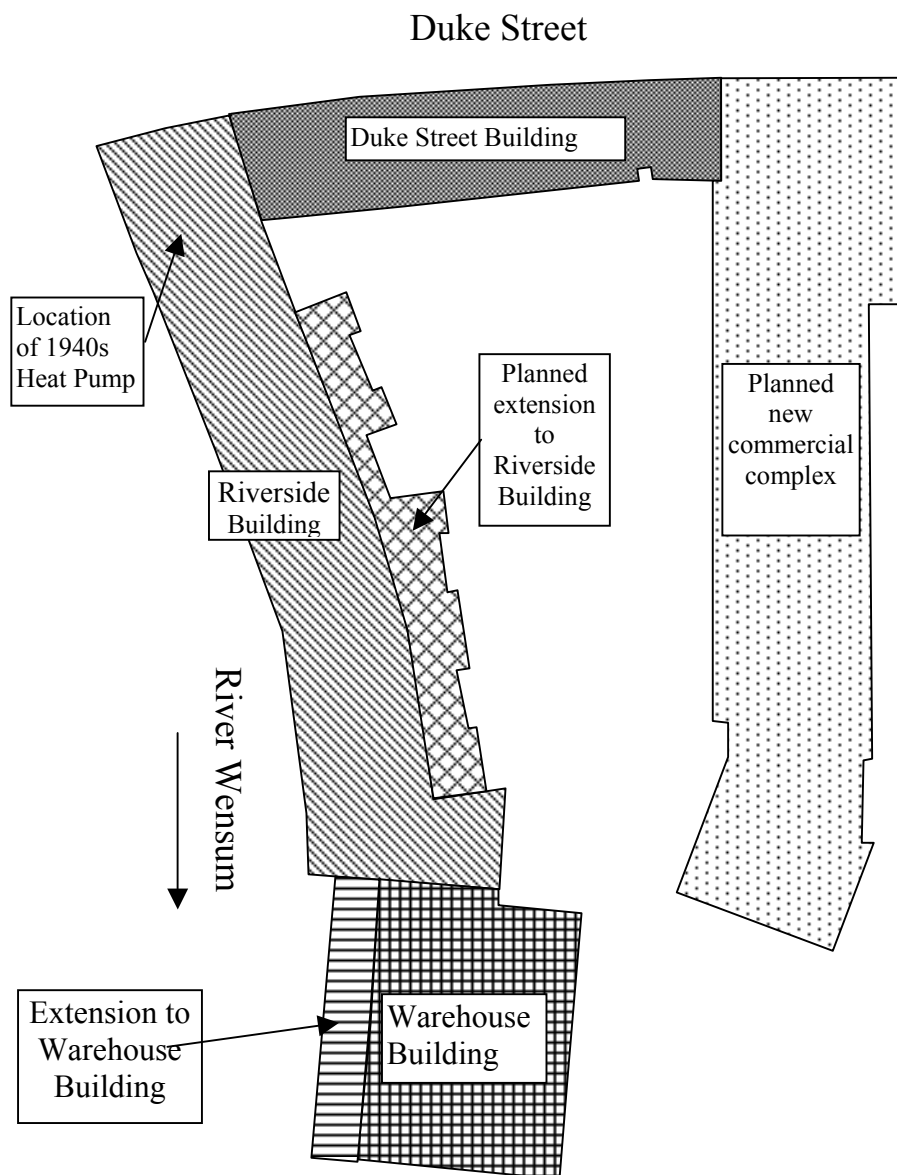 Duke Street
Duke Street Building
Location
of 1940s
Heat Pump
Planned
extension
to
Riverside
Building
Planned
new
commercial
complex
Riverside
Building
River Wensum
Extension to
Warehouse
Building
Warehouse
Building